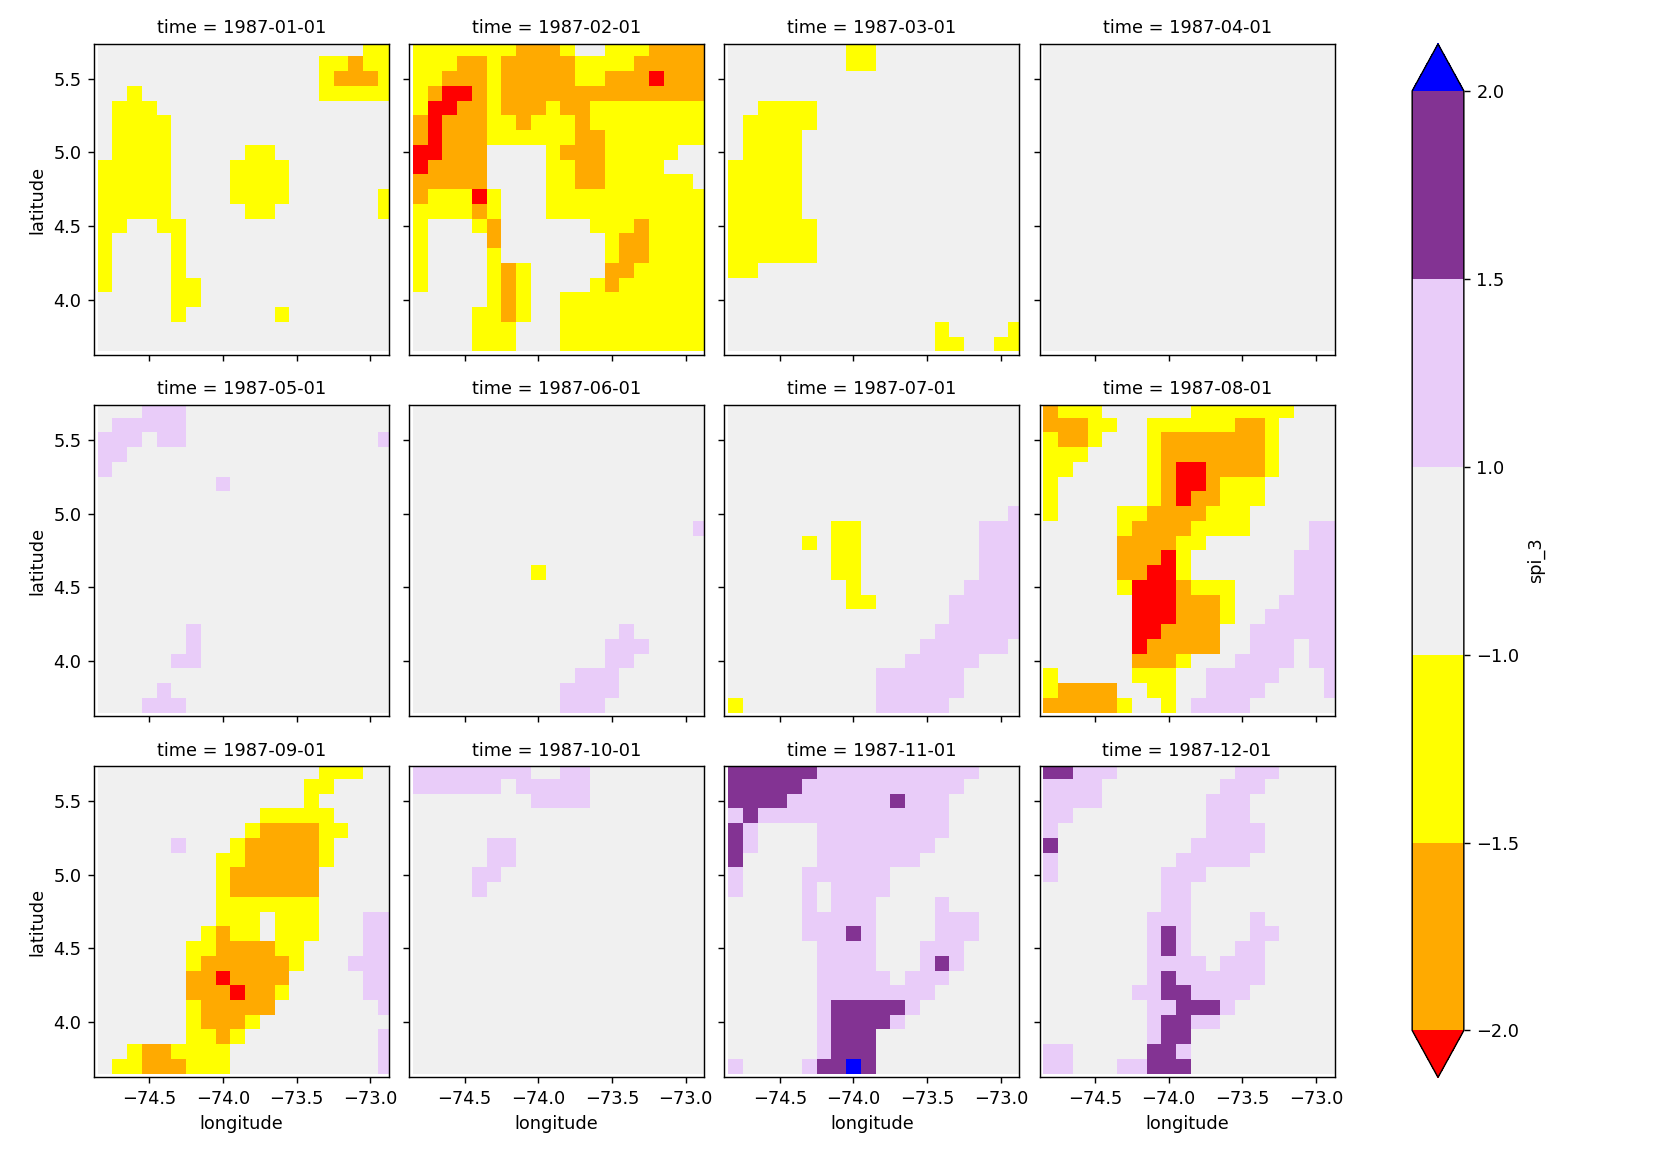 time = 1987-01-01
time = 1987-02-01
time = 1987-03-01
time = 1987-04-01
5.5
5.0
4.5
4.0
latitude
time = 1987-05-01
time = 1987-06-01
time = 1987-07-01
time = 1987-08-01
5.5
5.0
4.5
4.0
latitude
time = 1987-09-01
time = 1987-10-01
time = 1987-11-01
time = 1987-12-01
5.5
5.0
4.5
4.0
latitude
−74.5 −74.0 −73.5 −73.0
longitude
−74.5 −74.0 −73.5 −73.0
longitude
−74.5 −74.0 −73.5 −73.0
longitude
−74.5 −74.0 −73.5 −73.0
longitude
2.0
1.5
1.0
−1.0
−1.5
−2.0
spi_3